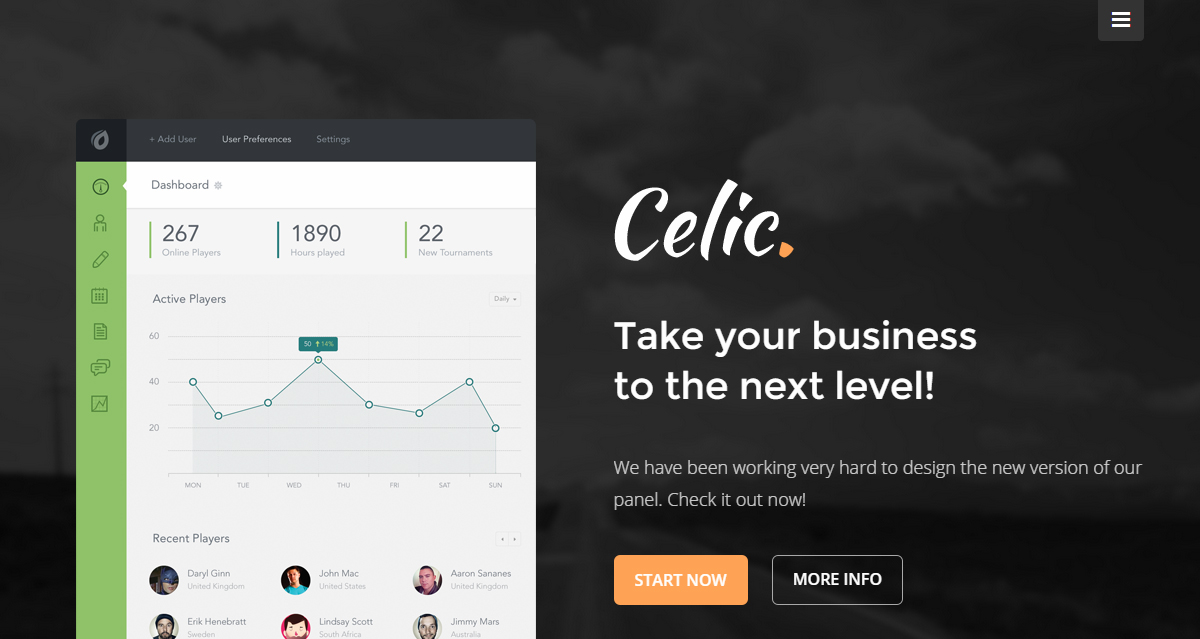 + Add User User Preferences Settings
Dashboard
267 1890 22
Online Players Hours played New Tournaments
Active Players Daily
60
50 14%
40
20
MON TUE WED THU FRI SAT SUN
Recent Players
Daryl Ginn John Mac Aaron Sananes
United Kingdom United States United Kingdom
Erik Henebratt Lindsay Scott Jimmy Mars
Sweden South Africa Australia
Celic.
Take your business
to the next level!
We have been working very hard to design the new version of our
panel. Check it out now!
START NOW MORE INFO